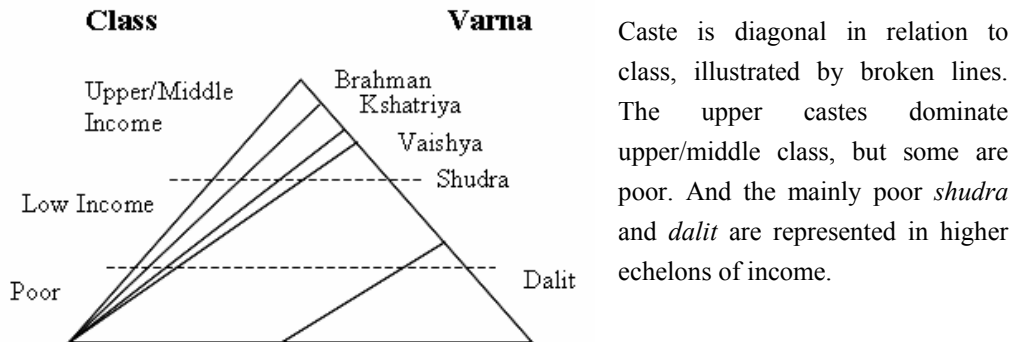 Class
Varna
Upper/Middle
Income
Low Income
Poor
Brahman
Kshatriya
Vaishya
Shudra
Dalit
Caste is diagonal in relation to
class, illustrated by broken lines.
The upper castes dominate
upper/middle class, but some are
poor. And the mainly poor shudra
and dalit are represented in higher
echelons of income.